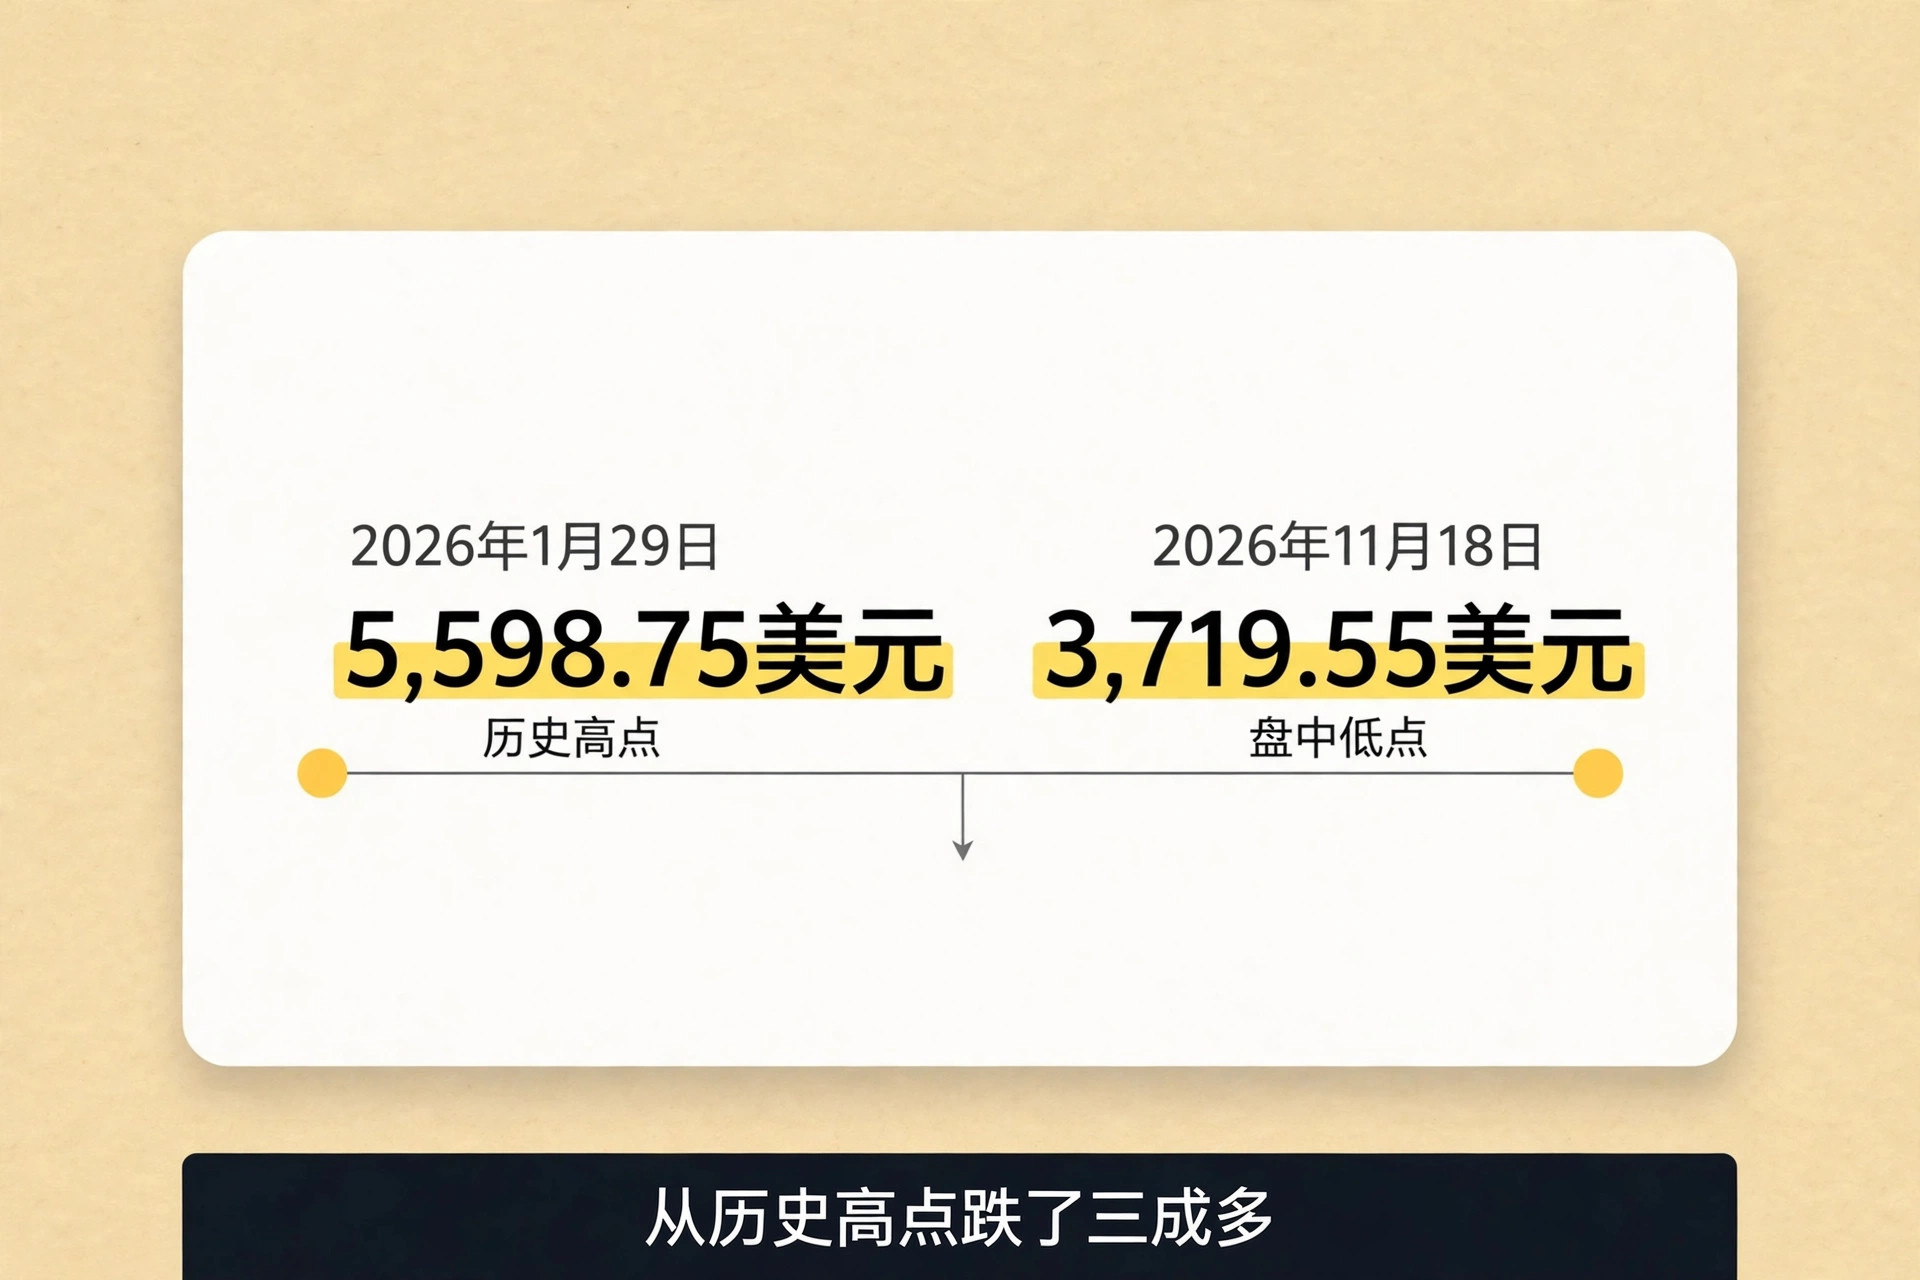 2026年1月29日
5,598.75美元
历史高点
2026年11月18日
3,719.55美元
盘中低点
从历史高点跌了三成多